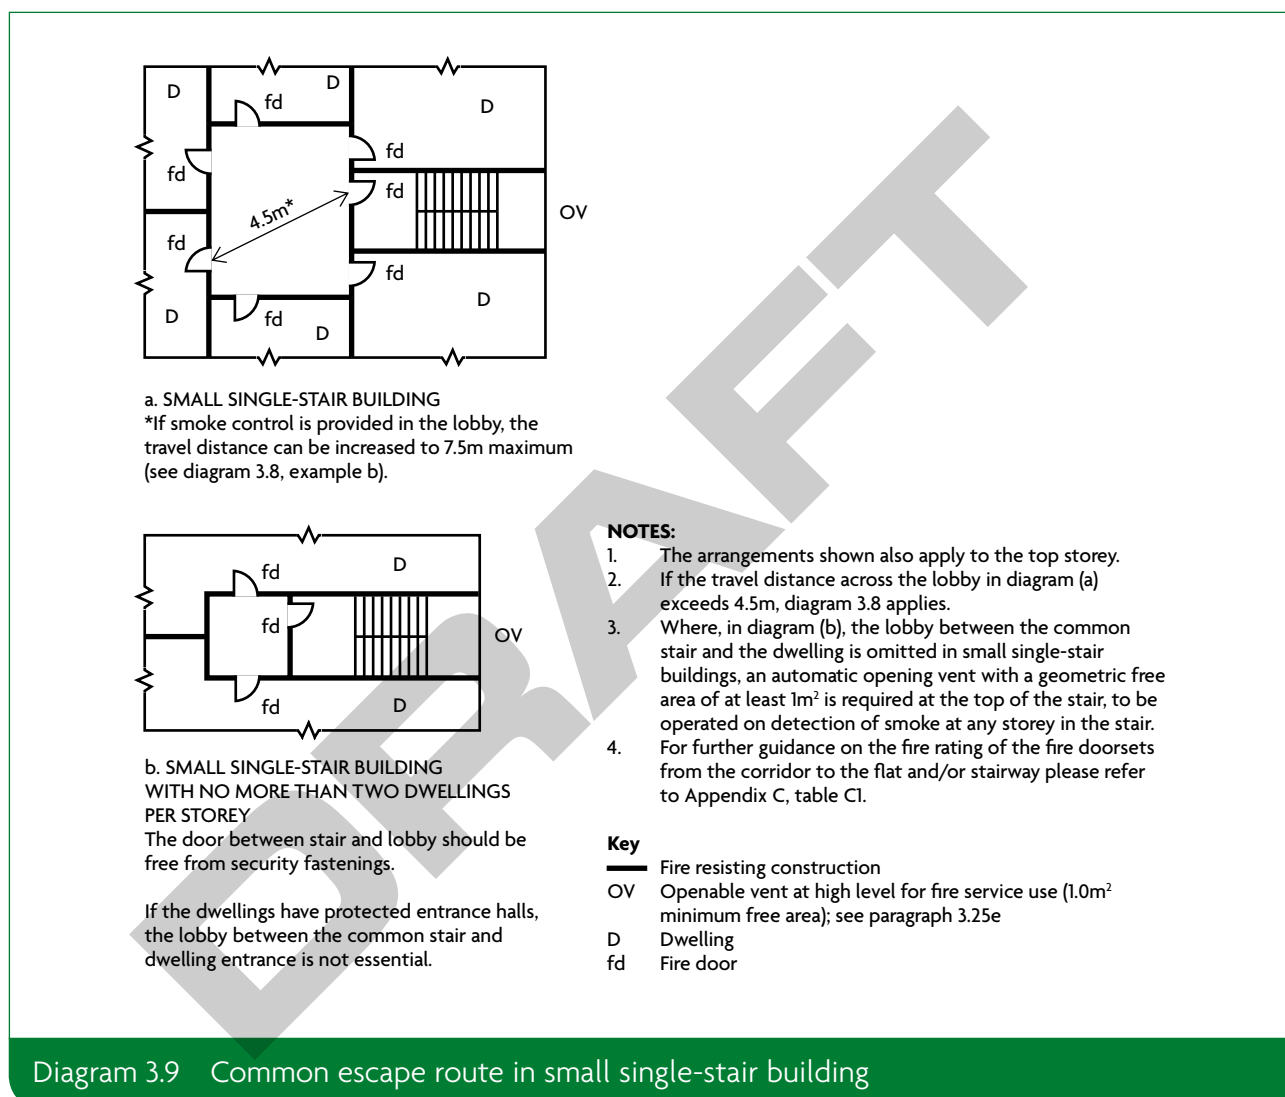 D
D
fd
D
fd
fd
fd
4.5m*
OV
fd
fd
D
D
fd
D
a. SMALL SINGLE-STAIR BUILDING
*If smoke control is provided in the lobby, the
travel distance can be increased to 7.5m maximum
(see diagram 3.8, example b).
fd
D
fd
OV
fd
D
b. SMALL SINGLE-STAIR BUILDING
WITH NO MORE THAN TWO DWELLINGS
PER STOREY
The door between stair and lobby should be
free from security fastenings.
If the dwellings have protected entrance halls,
the lobby between the common stair and
dwelling entrance is not essential.
NOTES:
1. The arrangements shown also apply to the top storey.
2. If the travel distance across the lobby in diagram (a)
exceeds 4.5m, diagram 3.8 applies.
3. Where, in diagram (b), the lobby between the common
stair and the dwelling is omitted in small single-stair
buildings, an automatic opening vent with a geometric free
area of at least 1m² is required at the top of the stair, to be
operated on detection of smoke at any storey in the stair.
4. For further guidance on the fire rating of the fire doorsets
from the corridor to the flat and/or stairway please refer
to Appendix C, table C1.
Key
Fire resisting construction
OV Openable vent at high level for fire service use (1.0m²
minimum free area); see paragraph 3.25e
D Dwelling
fd Fire door
DRAFT
Diagram 3.9 Common escape route in small single-stair building